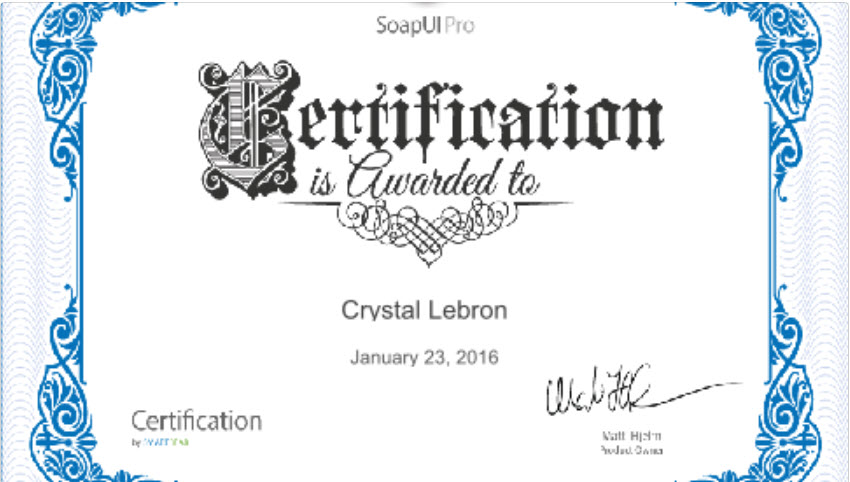 SoapUI Pro
Certification
is Awarded to
Crystal Lebron
January 23, 2016
Certification
by SMARTBEAR
Matt Hjelm
Product Owner